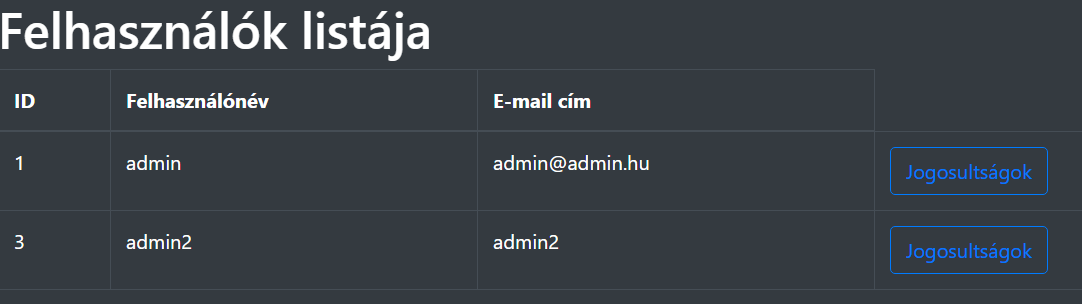 Felhasználók listája
ID Felhasználónév E-mail cím
1 admin admin@admin.hu Jogosultságok
3 admin2 admin2 Jogosultságok